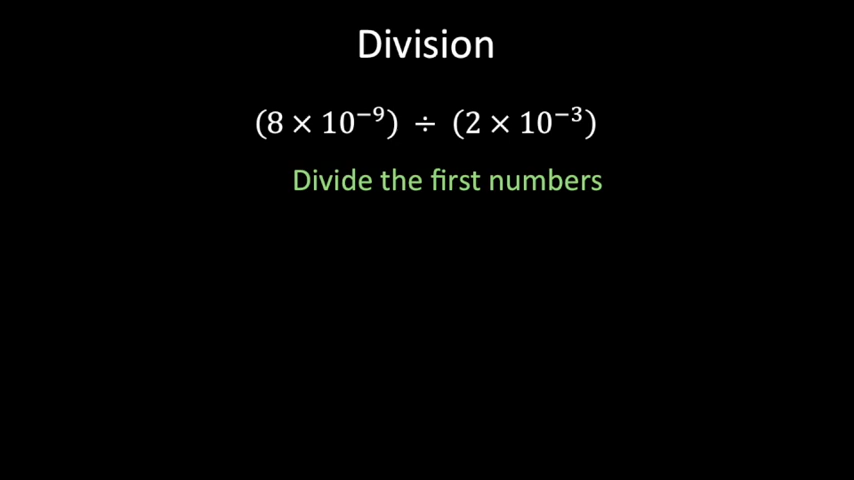 Division
(8 × 10⁻⁹) ÷ (2 × 10⁻³)
Divide the first numbers